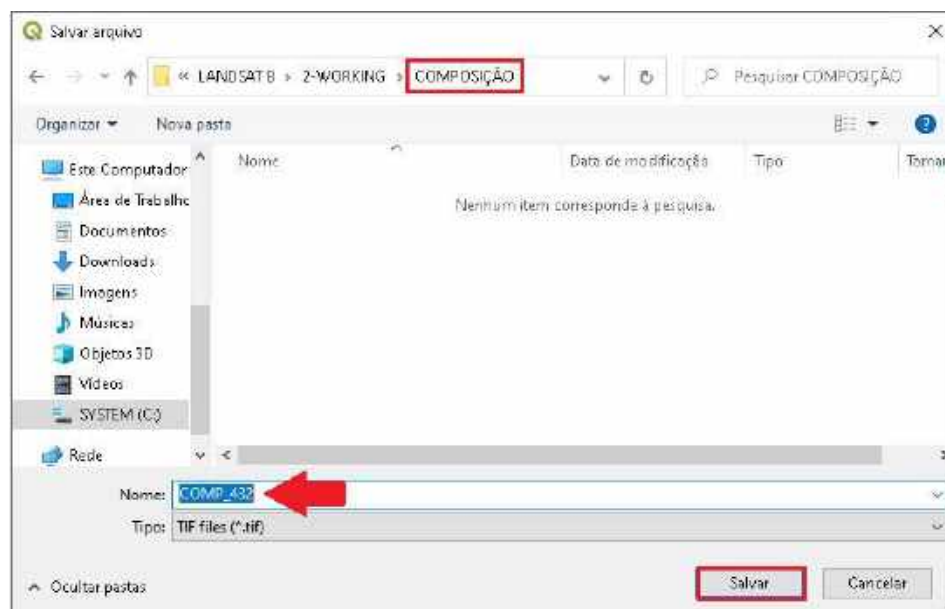 Salvar arquivo
« LANDSAT 8 › 2-WORKING › COMPOSIÇÃO
Pesquisar COMPOSIÇÃO
Organizar
Nova pasta
Nome
Data de modificação
Tipo
Taman
Este Computador
Área de Trabalho
Nenhum item corresponde à pesquisa.
Documentos
Downloads
Imagens
Músicas
Objetos 3D
Vídeos
SYSTEM (C:)
Rede
Nome: COMP_432
Tipo: TIF files (*.tif)
Ocultar pastas
Salvar
Cancelar